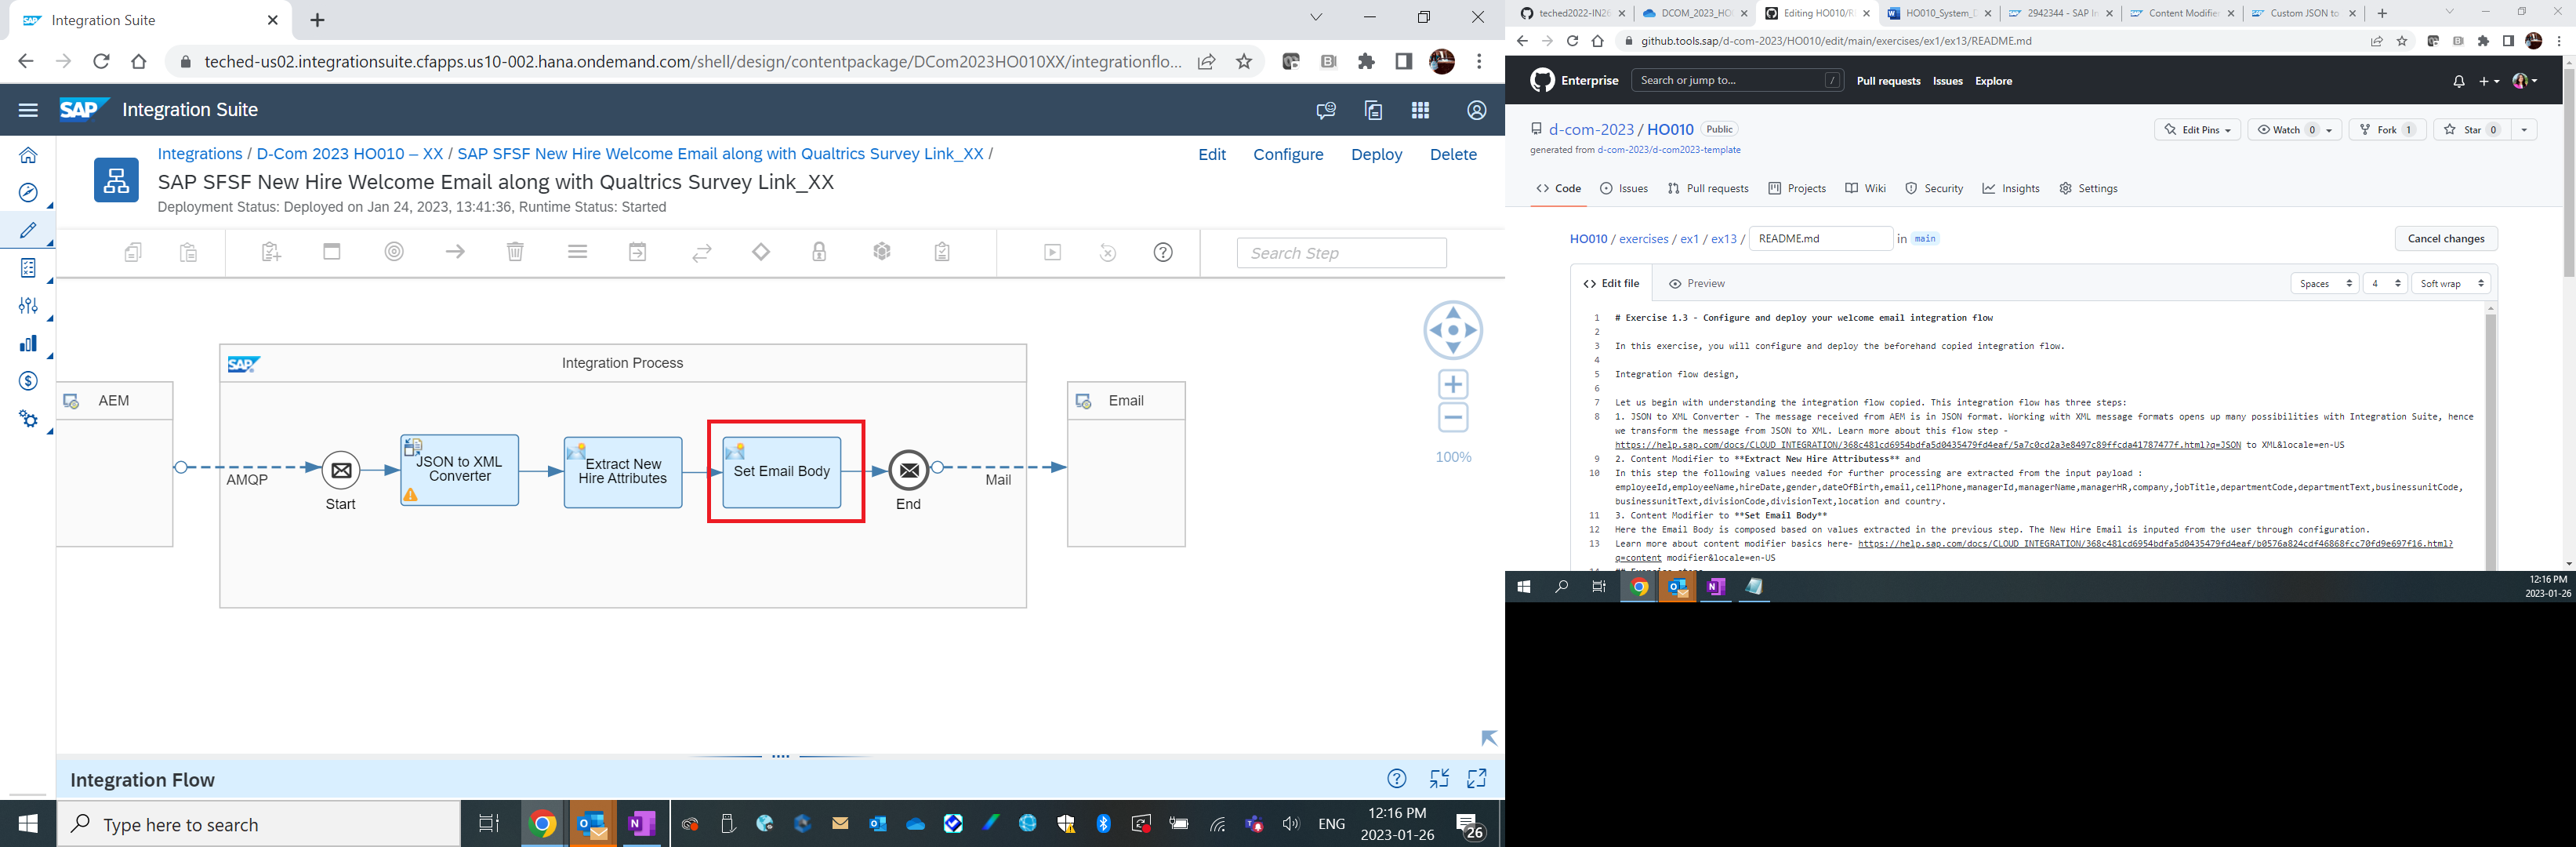 Integration Suite
teched-us02.integrationsuite.cfapps.us10-002.hana.ondemand.com/shell/design/contentpackage/DCom2023HO010XX/integrationflo...
SAP Integration Suite
Integrations / D-Com 2023 HO010 – XX / SAP SFSF New Hire Welcome Email along with Qualtrics Survey Link_XX /
Edit Configure Deploy Delete
SAP SFSF New Hire Welcome Email along with Qualtrics Survey Link_XX
Deployment Status: Deployed on Jan 24, 2023, 13:41:36, Runtime Status: Started
Search Step
SAP
Integration Process
AEM
Email
AMQP
Start
JSON to XML
Converter
Extract New
Hire Attributes
Set Email Body
End
Mail
100%
Integration Flow
Type here to search
ENG
12:16 PM
2023-01-26
26
teched2022-IN26
DCOM_2023_HO
Editing HO010/R
HO010_System_D
2942344 - SAP In
Content Modifie
Custom JSON to
github.tools.sap/d-com-2023/HO010/edit/main/exercises/ex1/ex13/README.md
Enterprise
Search or jump to...
/
Pull requests Issues Explore
d-com-2023 / HO010 Public
generated from d-com-2023/d-com2023-template
Edit Pins
Watch 0
Fork 1
Star 0
Code Issues Pull requests Projects Wiki Security Insights Settings
HO010 / exercises / ex1 / ex13 / README.md in main
Cancel changes
Edit file Preview
Spaces 4 Soft wrap
1 # Exercise 1.3 - Configure and deploy your welcome email integration flow
2
3 In this exercise, you will configure and deploy the beforehand copied integration flow.
4
5 Integration flow design,
6
7 Let us begin with understanding the integration flow copied. This integration flow has three steps:
8 1. JSON to XML Converter - The message received from AEM is in JSON format. Working with XML message formats opens up many possibilities with Integration Suite, hence
we transform the message from JSON to XML. Learn more about this flow step -
https://help.sap.com/docs/CLOUD_INTEGRATION/368c481cd6954bdfa5d0435479fd4eaf/5a7c0cd2a3e8497c89ffcda41787477f.html?q=JSON to XML&locale=en-US
9 2. Content Modifier to **Extract New Hire Attributess** and
10 In this step the following values needed for further processing are extracted from the input payload :
employeeId,employeeName,hireDate,gender,dateOfBirth,email,cellPhone,managerId,managerName,managerHR,company,jobTitle,departmentCode,departmentText,businessunitCode,
businessunitText,divisionCode,divisionText,location and country.
11 3. Content Modifier to **Set Email Body**
12 Here the Email Body is composed based on values extracted in the previous step. The New Hire Email is inputed from the user through configuration.
13 Learn more about content modifier basics here- https://help.sap.com/docs/CLOUD_INTEGRATION/368c481cd6954bdfa5d0435479fd4eaf/b0576a824cdf46868fcc70fd9e697f16.html?
q=content modifier&locale=en-US
14 ## Exercise steps
12:16 PM
2023-01-26